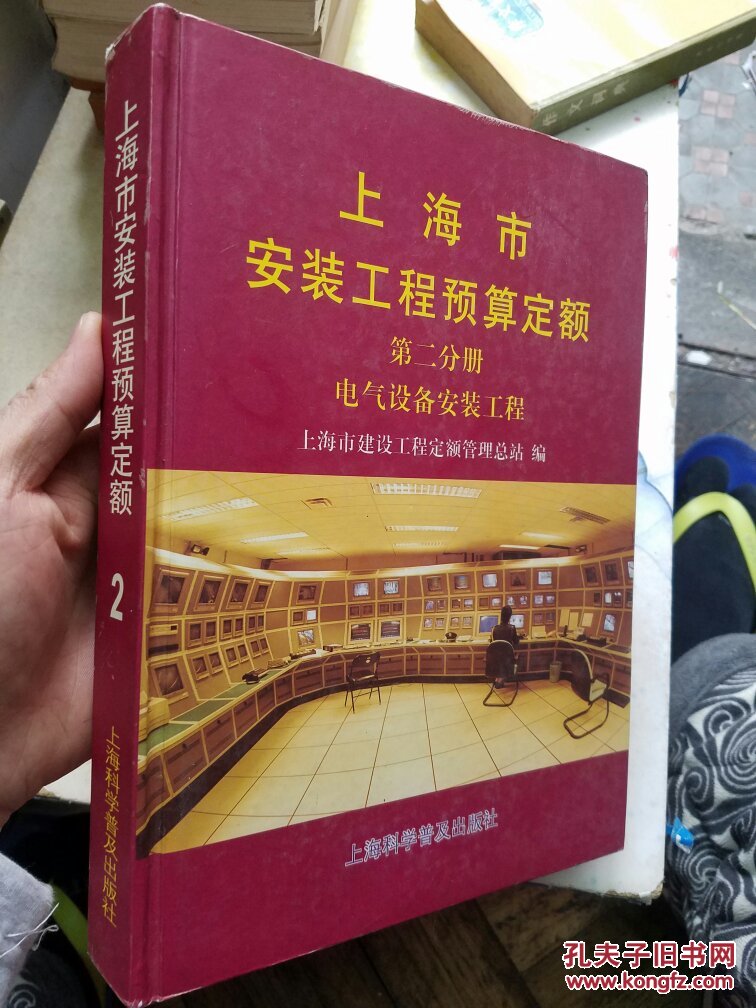 上海市
安装工程预算定额
第二分册
电气设备安装工程
上海市建设工程定额管理总站 编
上海科学普及出版社
上海市安装工程预算定额
2
上海科学普及出版社
作文词典
孔夫子旧书网
www.kongfz.com